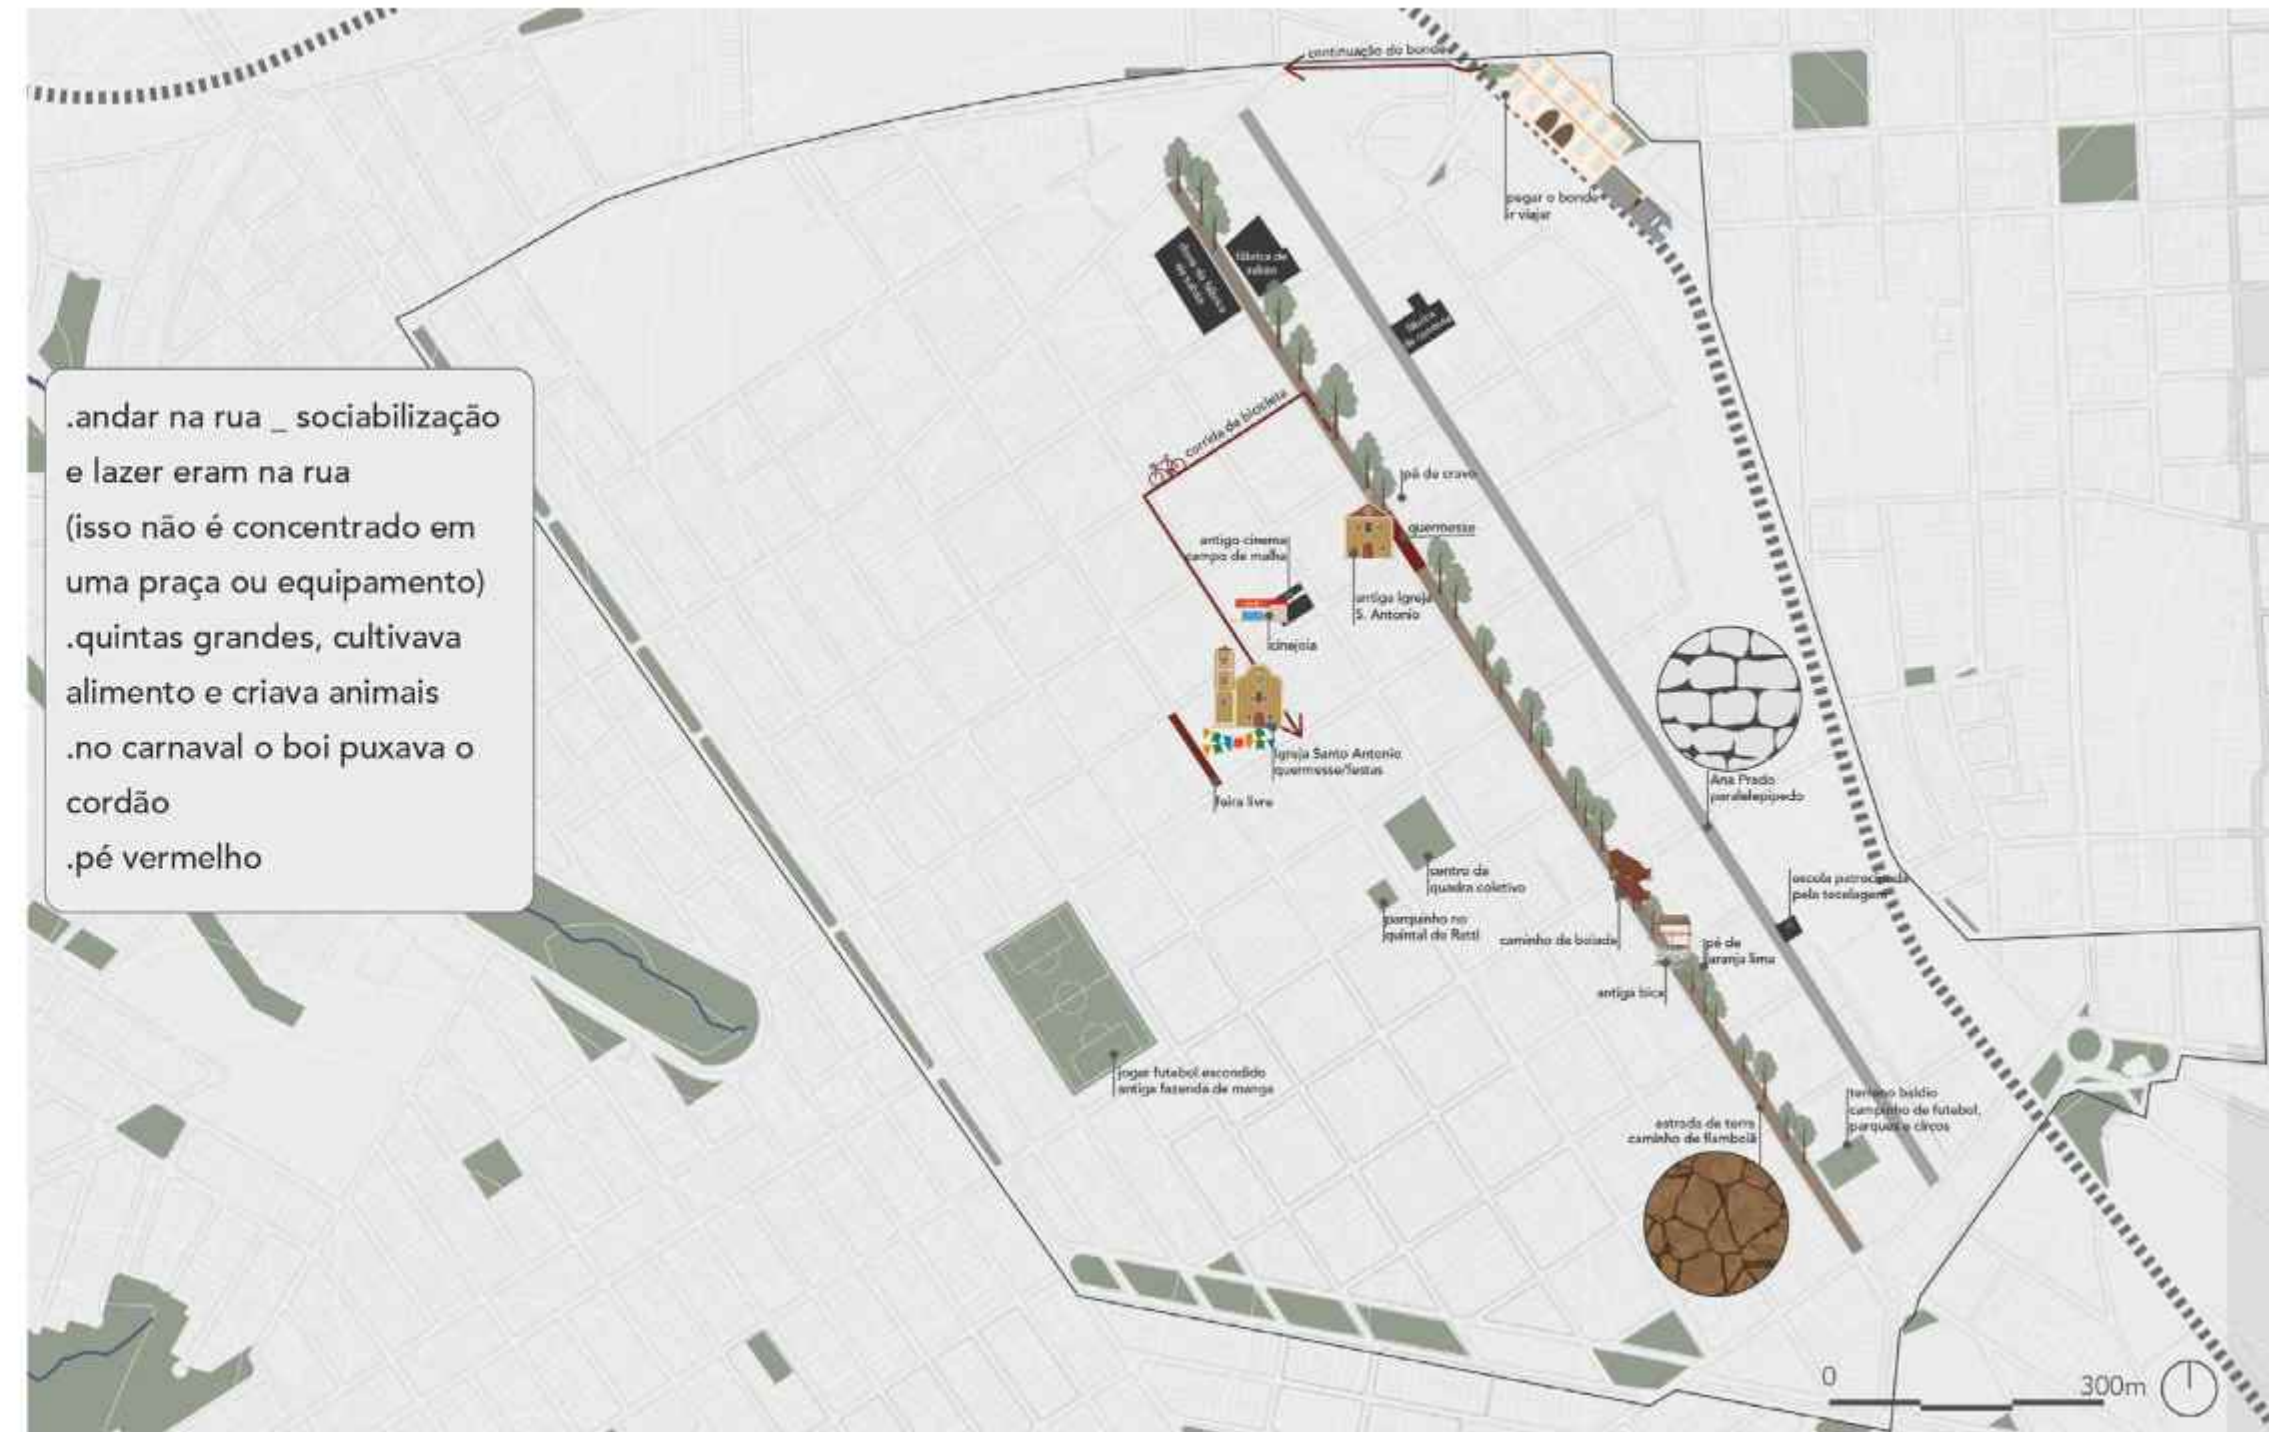 continuação do bonde
pegar o bonde
ir viajar
fábrica de
sabão
corrida de bicicleta
.andar na rua _ sociabilização
e lazer eram na rua
(isso não é concentrado em
uma praça ou equipamento)
.quintas grandes, cultivava
alimento e criava animais
.no carnaval o boi puxava o
cordão
.pé vermelho
pé de cravo
quermesse
antigo cinema
campo de malha
antiga Igreja
S. Antonio
cinejoia
Igreja Santo Antonio
quermesse/festas
feira livre
Ana Prado
paralelepipedo
centro da
quadra coletivo
escola patrocinada
pela tecelagem
parquinho no
quintal do Ratti
caminho da boiada
pé de
laranja lima
antiga bica
jogar futebol escondido
antiga fazenda de manga
terreno baldio
campinho de futebol,
parques e circos
estrada de terra
caminho de flamboiã
0
300m